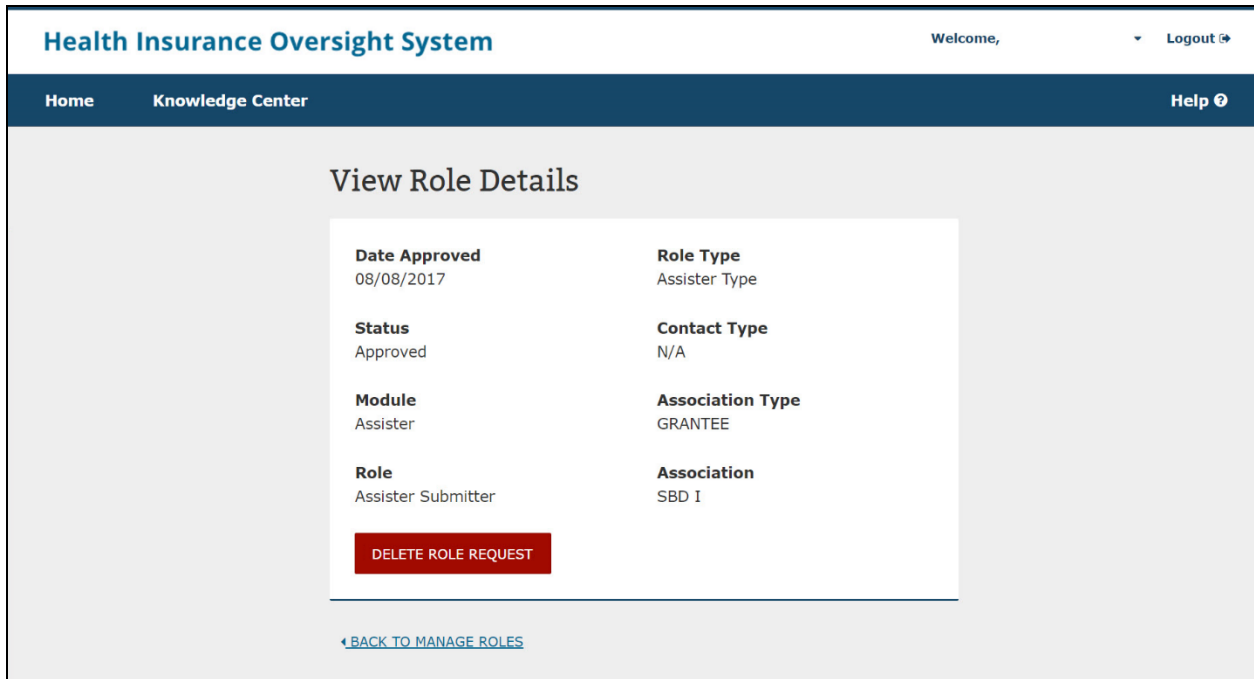 Health Insurance Oversight System
Welcome,
Logout
Home
Knowledge Center
Help
View Role Details
Date Approved
08/08/2017
Role Type
Assister Type
Status
Approved
Contact Type
N/A
Module
Assister
Association Type
GRANTEE
Role
Assister Submitter
Association
SBD I
DELETE ROLE REQUEST
BACK TO MANAGE ROLES